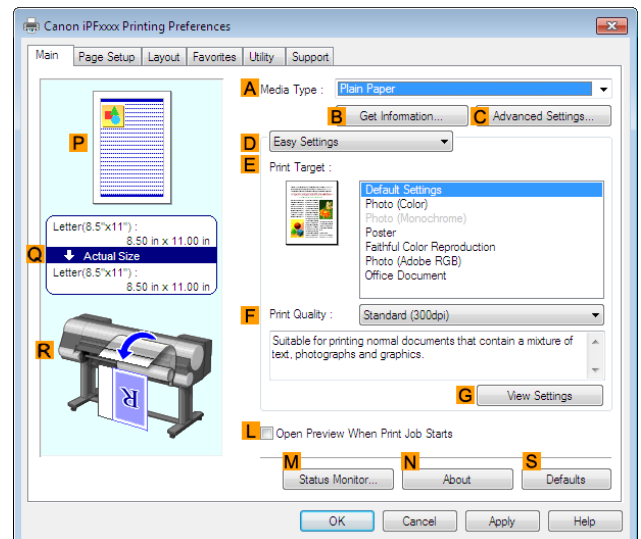 Canon iPFxxxx Printing Preferences
Main Page Setup Layout Favorites Utility Support
A Media Type : Plain Paper
B Get Information... C Advanced Settings...
P
D Easy Settings
E Print Target :
Default Settings
Photo (Color)
Photo (Monochrome)
Poster
Faithful Color Reproduction
Photo (Adobe RGB)
Office Document
Letter(8.5"x11") :
8.50 in x 11.00 in
Q Actual Size
Letter(8.5"x11") :
8.50 in x 11.00 in
F Print Quality : Standard (300dpi)
Suitable for printing normal documents that contain a mixture of
text, photographs and graphics.
R
R
G View Settings
L Open Preview When Print Job Starts
M N S
Status Monitor... About Defaults
OK Cancel Apply Help